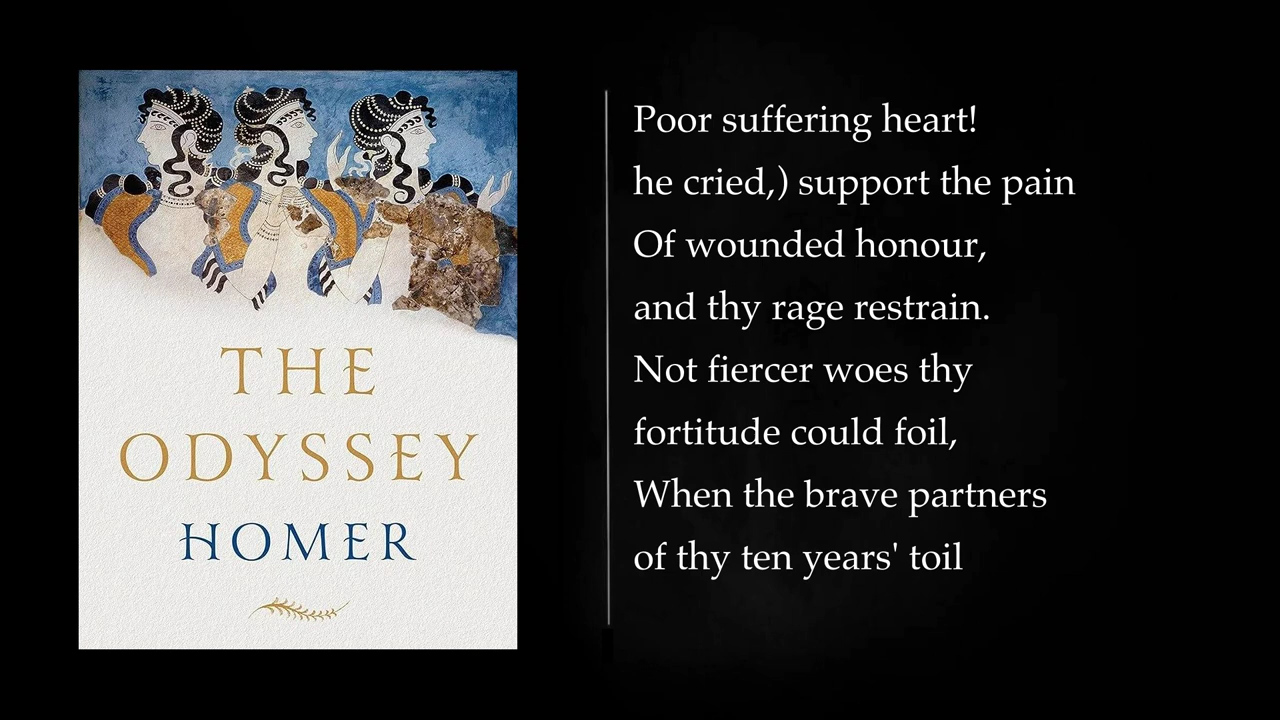 THE
ODYSSEY
HOMER
Poor suffering heart!
he cried,) support the pain
Of wounded honour,
and thy rage restrain.
Not fiercer woes thy
fortitude could foil,
When the brave partners
of thy ten years' toil